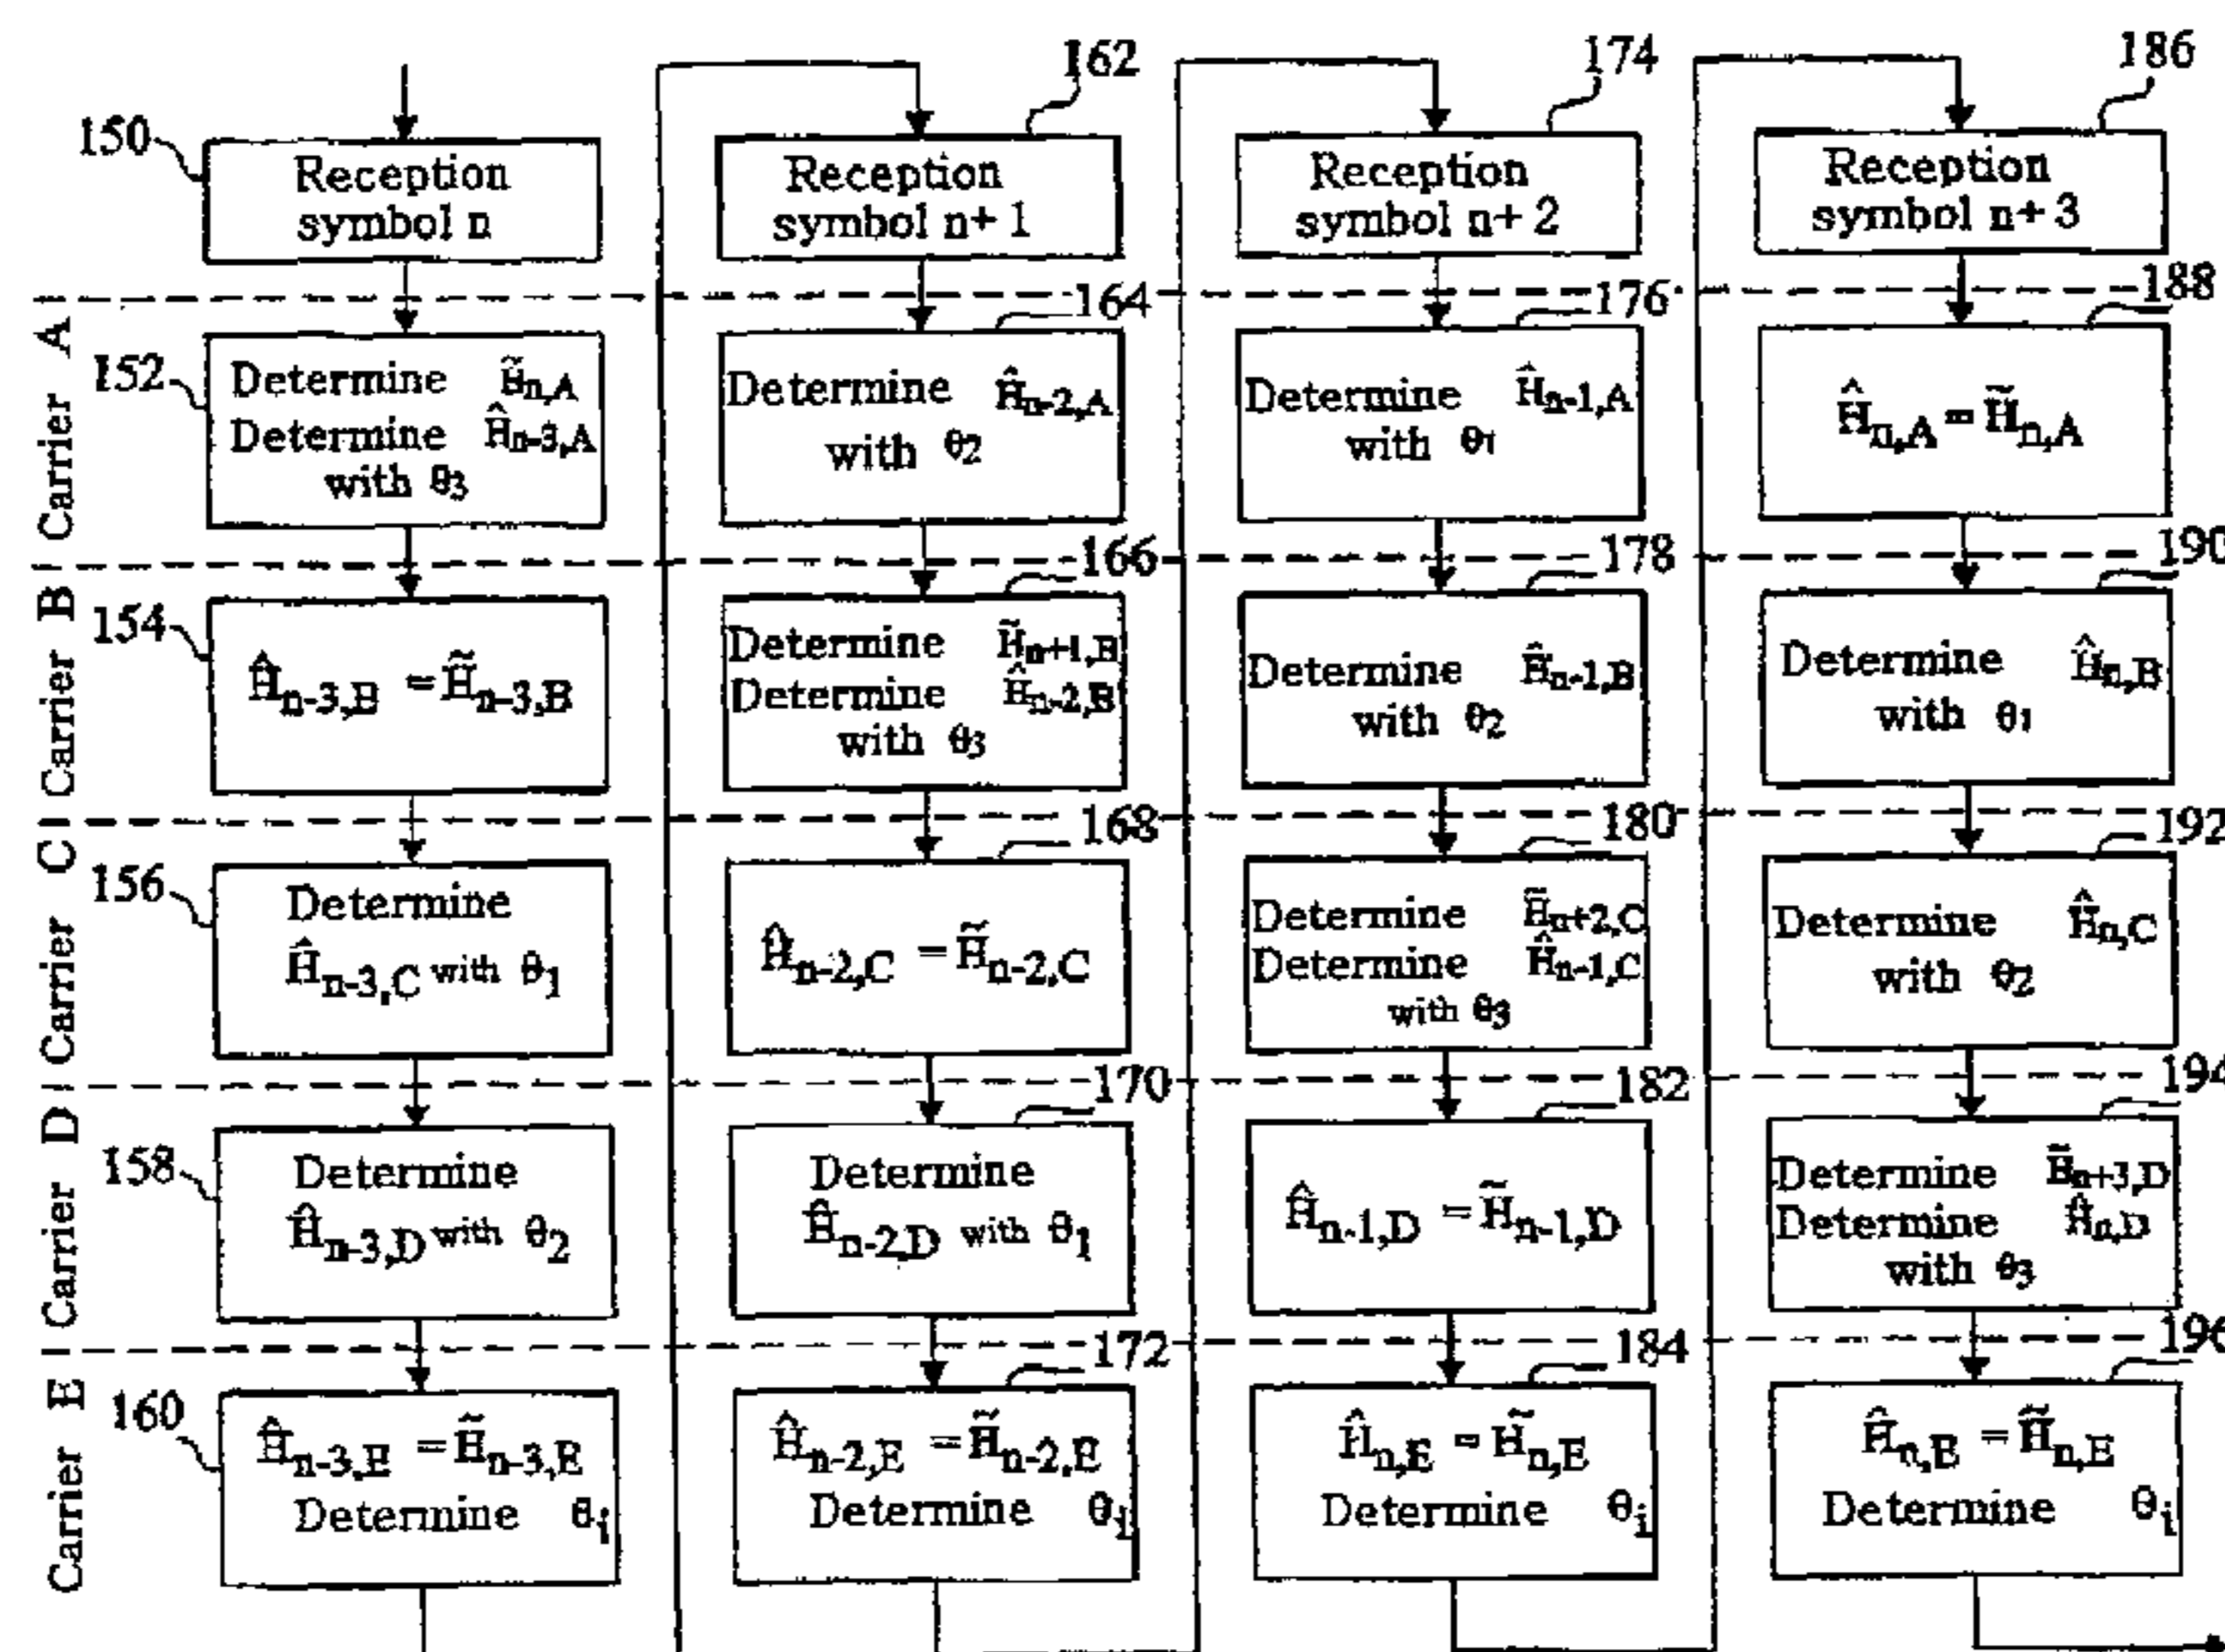 150
Reception
symbol n
162
Reception
symbol n+1
174
Reception
symbol n+2
186
Reception
symbol n+3
Carrier A
152
Determine H̃n,A
Determine Ĥn-3,A
with θ3
164
Determine Ĥn-2,A
with θ2
176
Determine Ĥn-1,A
with θ1
188
Ĥn,A = H̃n,A
Carrier B
154
Ĥn-3,B = H̃n-3,B
166
Determine H̃n+1,B
Determine Ĥn-2,B
with θ3
178
Determine Ĥn-1,B
with θ2
190
Determine Ĥn,B
with θ1
Carrier C
156
Determine
Ĥn-3,C with θ1
168
Ĥn-2,C = H̃n-2,C
180
Determine H̃n+2,C
Determine Ĥn-1,C
with θ3
192
Determine Ĥn,C
with θ2
Carrier D
158
Determine
Ĥn-3,D with θ2
170
Determine
Ĥn-2,D with θ1
182
Ĥn-1,D = H̃n-1,D
194
Determine H̃n+3,D
Determine Ĥn,D
with θ3
Carrier E
160
Ĥn-3,E = H̃n-3,E
Determine θi
172
Ĥn-2,E = H̃n-2,E
Determine θi
184
Ĥn,E = H̃n,E
Determine θi
196
Ĥn,E = H̃n,E
Determine θi